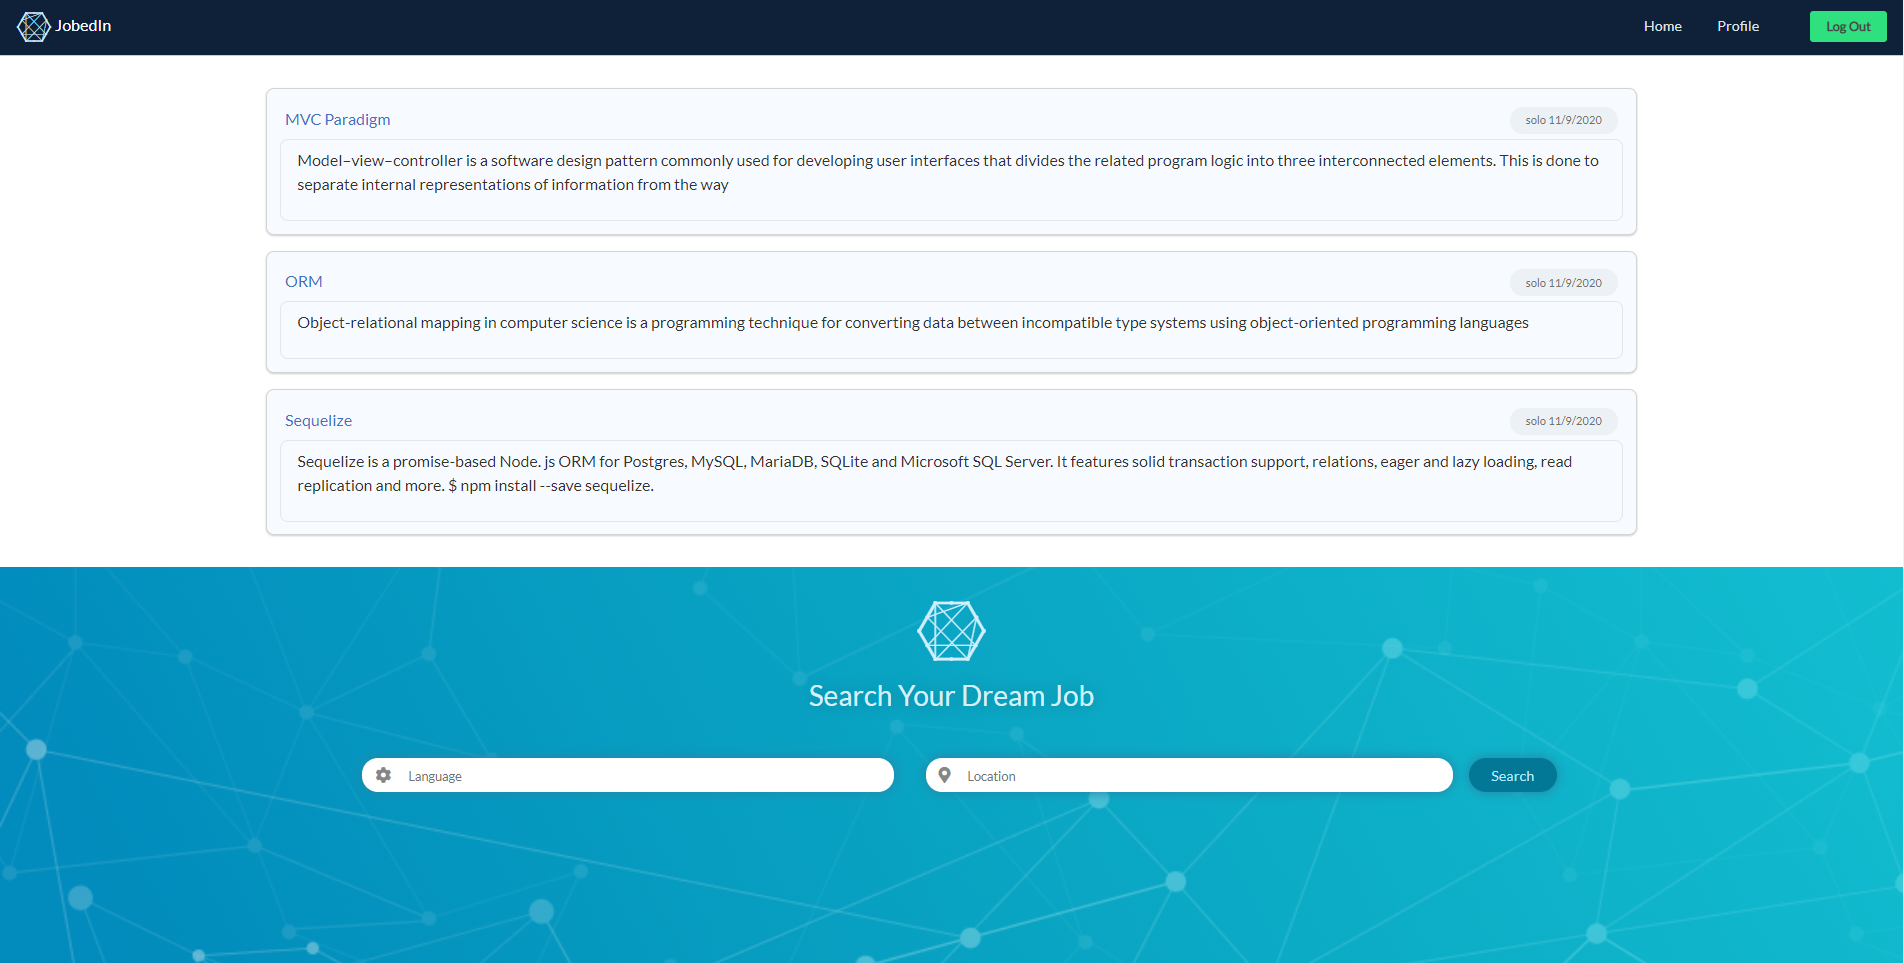 JobedIn
Home
Profile
Log Out
MVC Paradigm
solo 11/9/2020
Model–view–controller is a software design pattern commonly used for developing user interfaces that divides the related program logic into three interconnected elements. This is done to
separate internal representations of information from the way
ORM
solo 11/9/2020
Object-relational mapping in computer science is a programming technique for converting data between incompatible type systems using object-oriented programming languages
Sequelize
solo 11/9/2020
Sequelize is a promise-based Node. js ORM for Postgres, MySQL, MariaDB, SQLite and Microsoft SQL Server. It features solid transaction support, relations, eager and lazy loading, read
replication and more. $ npm install --save sequelize.
Search Your Dream Job
Language
Location
Search